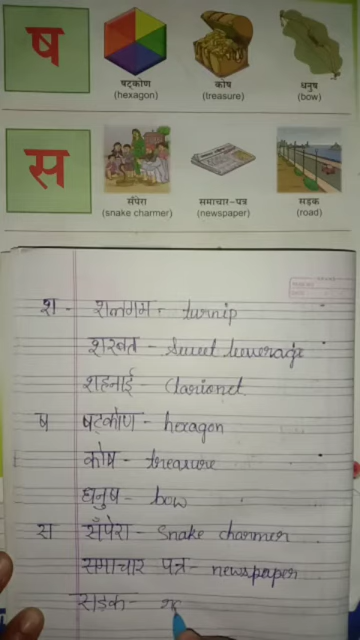 ष
षट्कोण कोष धनुष
(hexagon) (treasure) (bow)
स
सँपेरा समाचार-पत्र सड़क
(snake charmer) (newspaper) (road)
श - शलगम - turnip
शरबत - Sweet beverage
शहनाई - Clarionet
ष षट्कोण - hexagon
कोष - treasure
धनुष - bow
स सँपेरा - Snake charmer
समाचार पत्र - newspaper
सड़क -